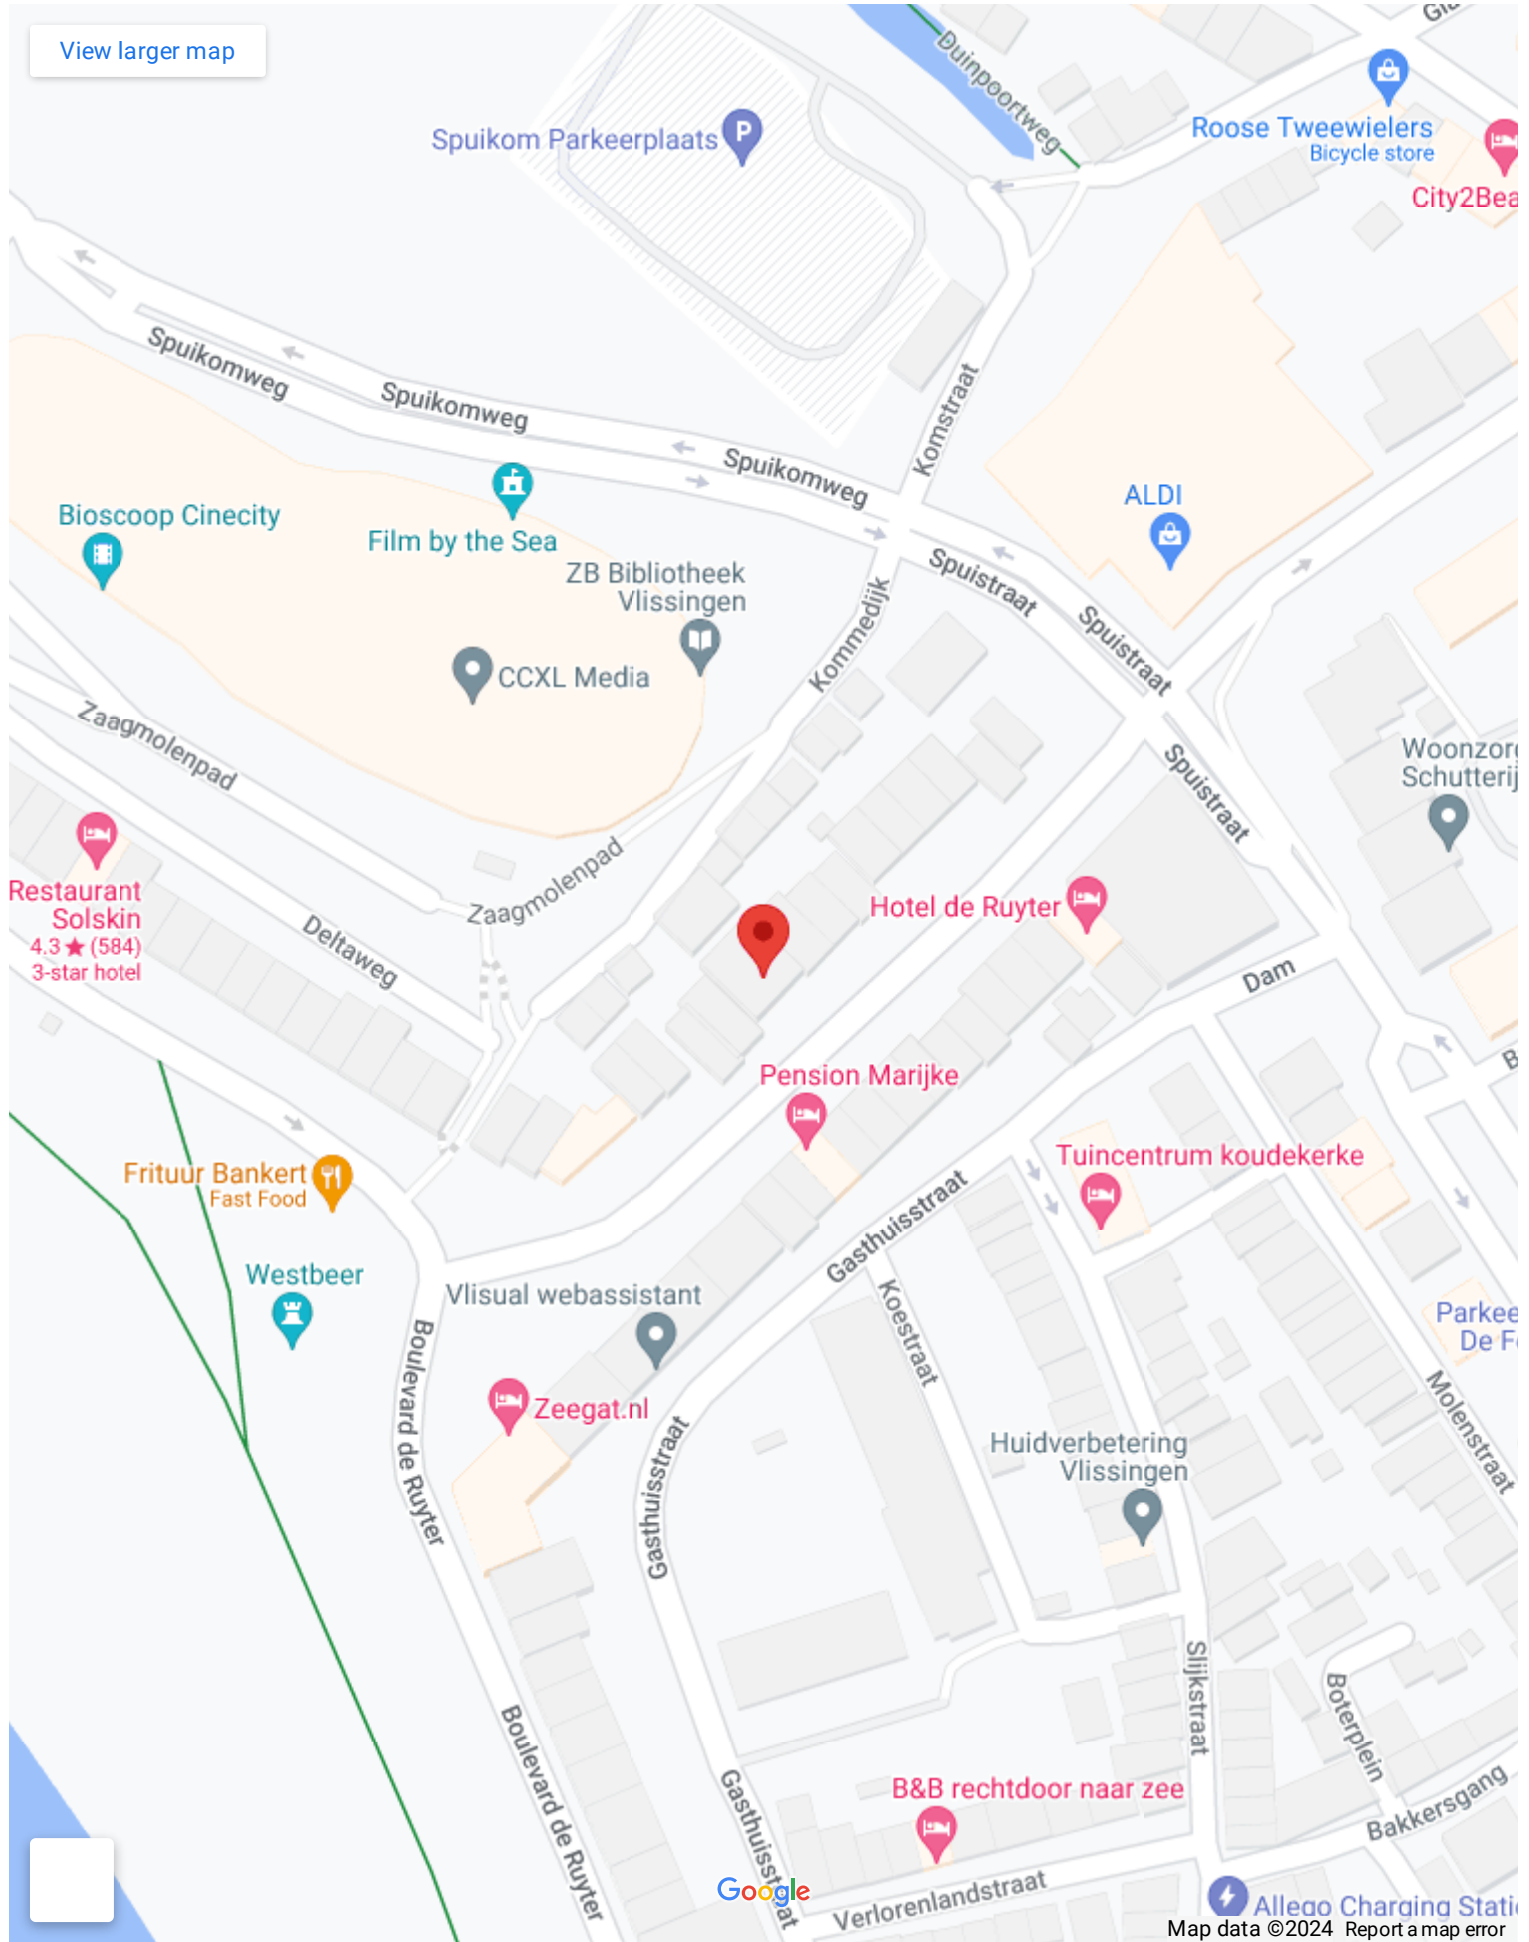 View larger map
Duinpoortweg
Spuikom Parkeerplaats
P
Roose Tweewielers
Bicycle store
Spuikomweg
Spuikomweg
Spuikomweg
Komstraat
ALDI
Bioscoop Cinecity
Film by the Sea
ZB Bibliotheek
Vlissingen
Spuistraat
Spuistraat
Kommedijk
CCXL Media
Zaagmolenpad
Spuistraat
Restaurant
Solskin
4.3★(584)
3-star hotel
Zaagmolenpad
Deltaweg
Hotel de Ruyter
Dam
Pension Marijke
Frituur Bankert
Fast Food
Tuincentrum koudekerke
Gasthuisstraat
Westbeer
Vlisual webassistant
Koestraat
Boulevard de Ruyter
Zeegat.nl
Gasthuisstraat
Molenstraat
Huidverbetering
Vlissingen
Slijkstraat
Boterplein
Boulevard de Ruyter
Gasthuisstraat
B&B rechtdoor naar zee
Bakkersgang
Google
Verlorenlandstraat
Allego Charging Stati
Map data ©2024 Report a map error